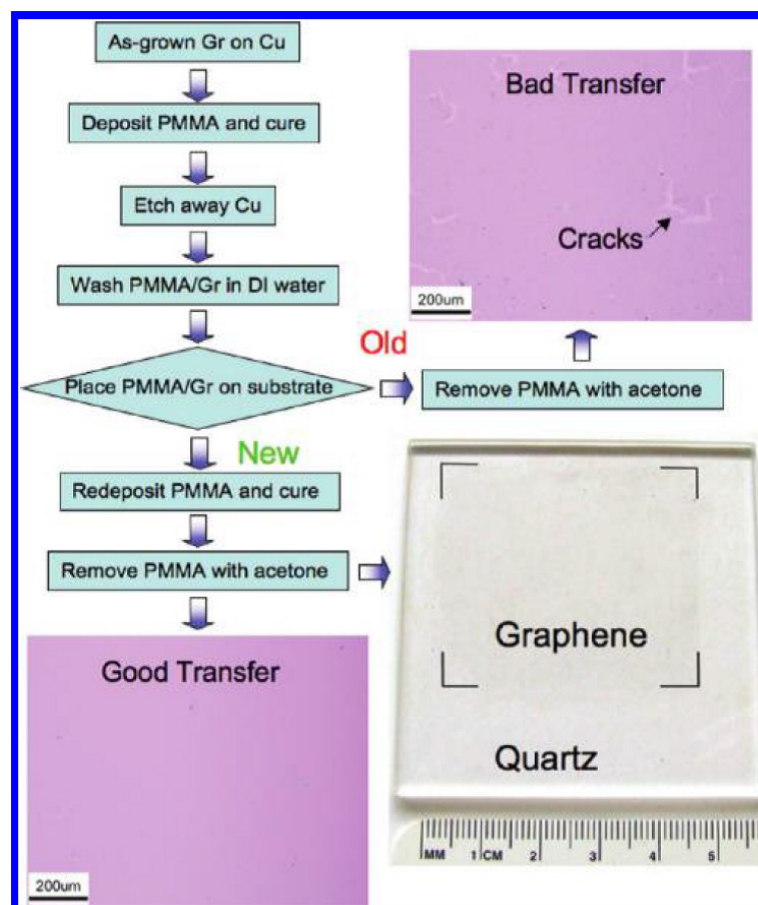 As-grown Gr on Cu
Deposit PMMA and cure
Etch away Cu
Wash PMMA/Gr in DI water
Place PMMA/Gr on substrate
Old
Remove PMMA with acetone
Bad Transfer
Cracks
200um
New
Redeposit PMMA and cure
Remove PMMA with acetone
Good Transfer
200um
Graphene
Quartz
MM 1 CM 2 3 4 5